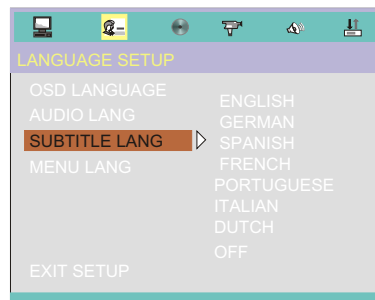 LANGUAGE SETUP
OSD LANGUAGE
AUDIO LANG
SUBTITLE LANG
MENU LANG
EXIT SETUP
ENGLISH
GERMAN
SPANISH
FRENCH
PORTUGUESE
ITALIAN
DUTCH
OFF